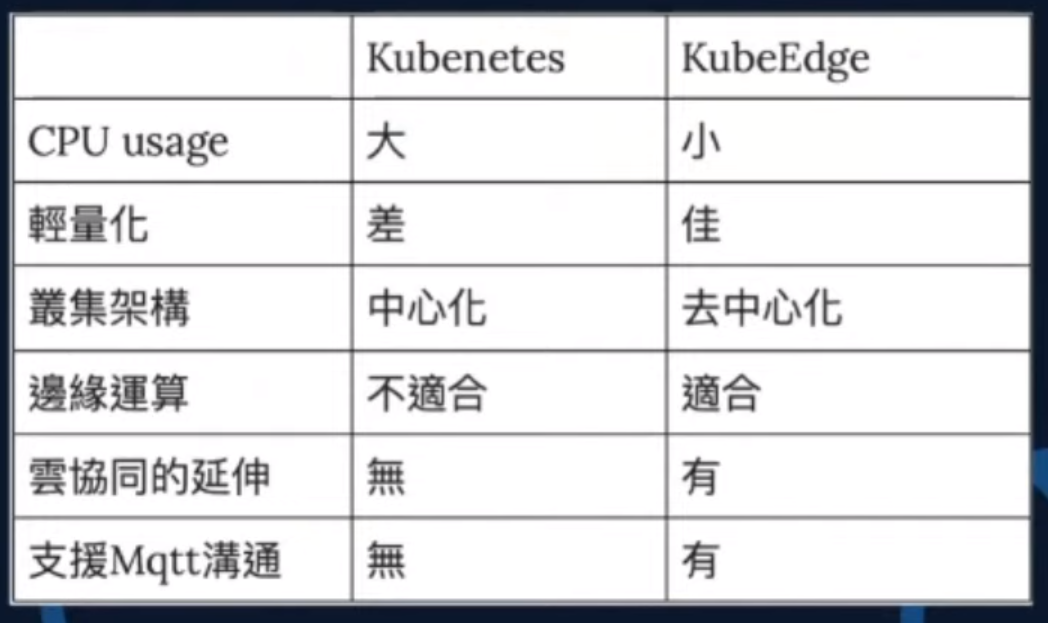 Kubenetes KubeEdge
CPU usage 大 小
輕量化 差 佳
叢集架構 中心化 去中心化
邊緣運算 不適合 適合
雲協同的延伸 無 有
支援Mqtt溝通 無 有